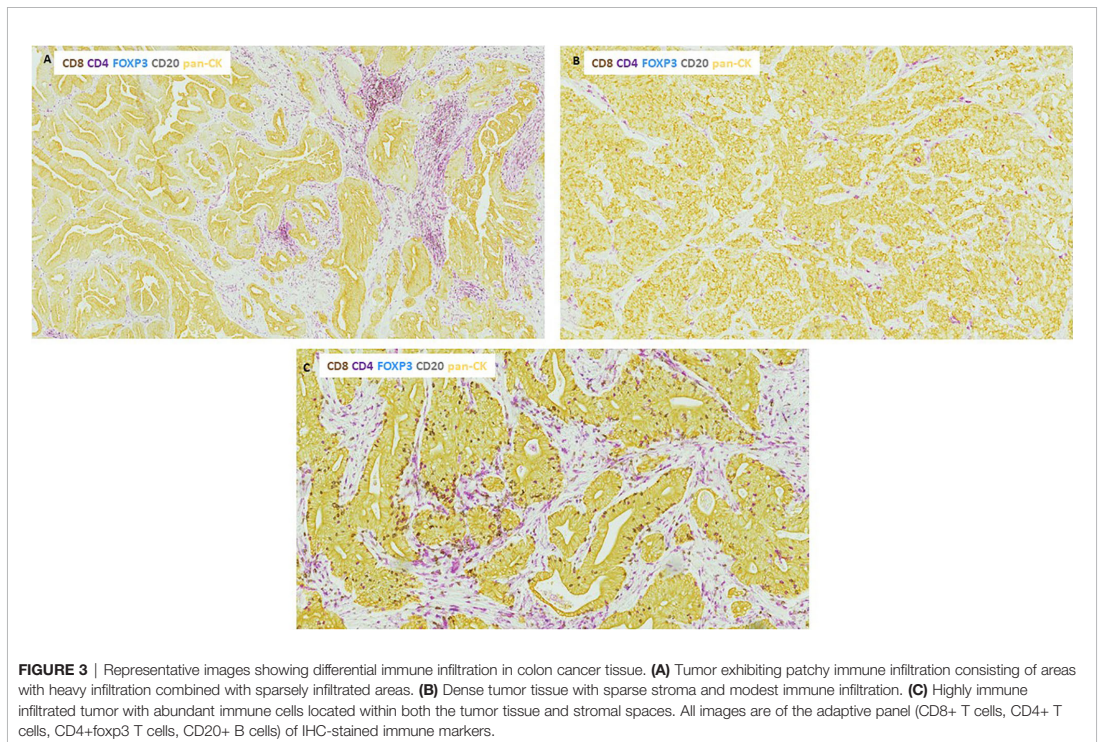 A CD8 CD4 FOXP3 CD20 pan-CK
B CD8 CD4 FOXP3 CD20 pan-CK
C CD8 CD4 FOXP3 CD20 pan-CK
FIGURE 3 | Representative images showing differential immune infiltration in colon cancer tissue. (A) Tumor exhibiting patchy immune infiltration consisting of areas
with heavy infiltration combined with sparsely infiltrated areas. (B) Dense tumor tissue with sparse stroma and modest immune infiltration. (C) Highly immune
infiltrated tumor with abundant immune cells located within both the tumor tissue and stromal spaces. All images are of the adaptive panel (CD8+ T cells, CD4+ T
cells, CD4+foxp3 T cells, CD20+ B cells) of IHC-stained immune markers.